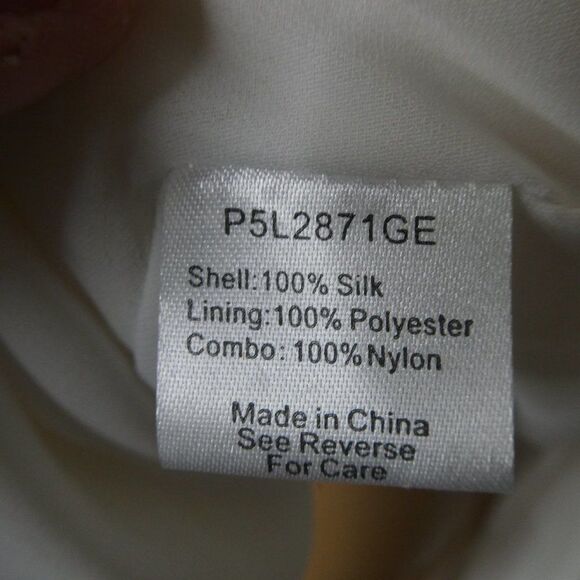 P5L2871GE
Shell:100% Silk
Lining:100% Polyester
Combo: 100% Nylon
Made in China
See Reverse
For Care